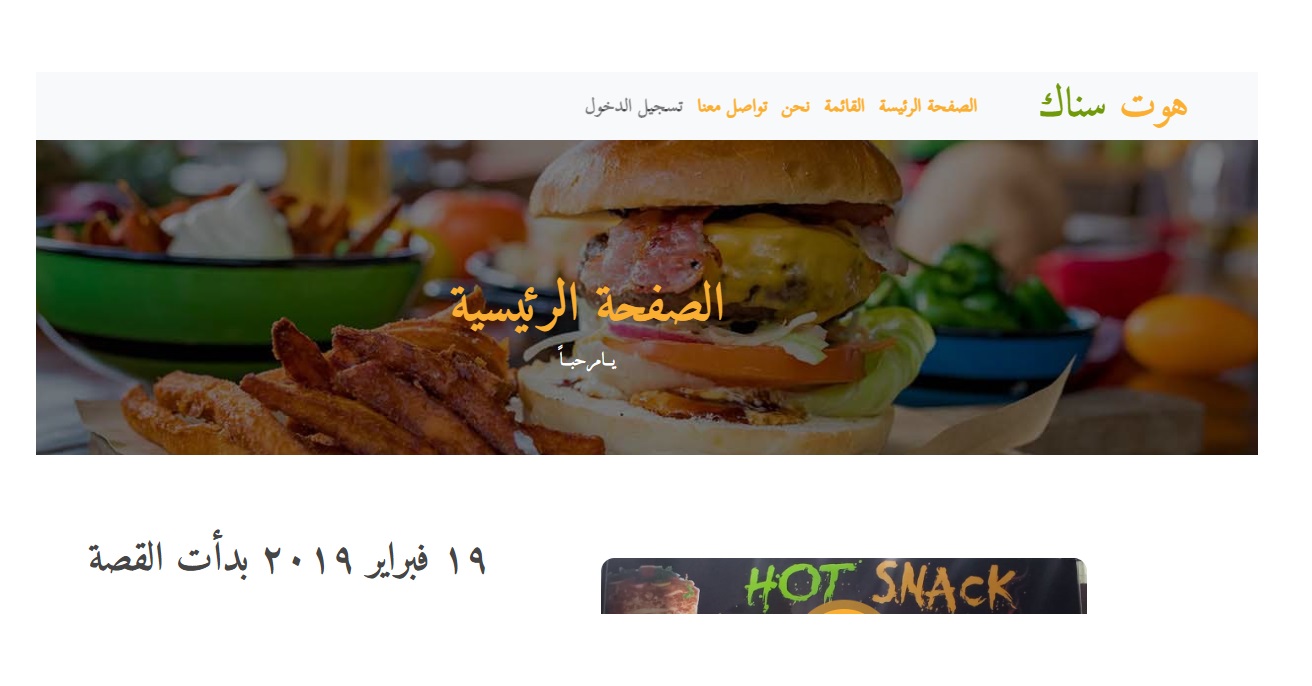 هوت سناك
الصفحة الرئيسة القائمة نحن تواصل معنا تسجيل الدخول
الصفحة الرئيسية
يامرحباً
١٩ فبراير ٢٠١٩ بدأت القصة
HOT SNACK